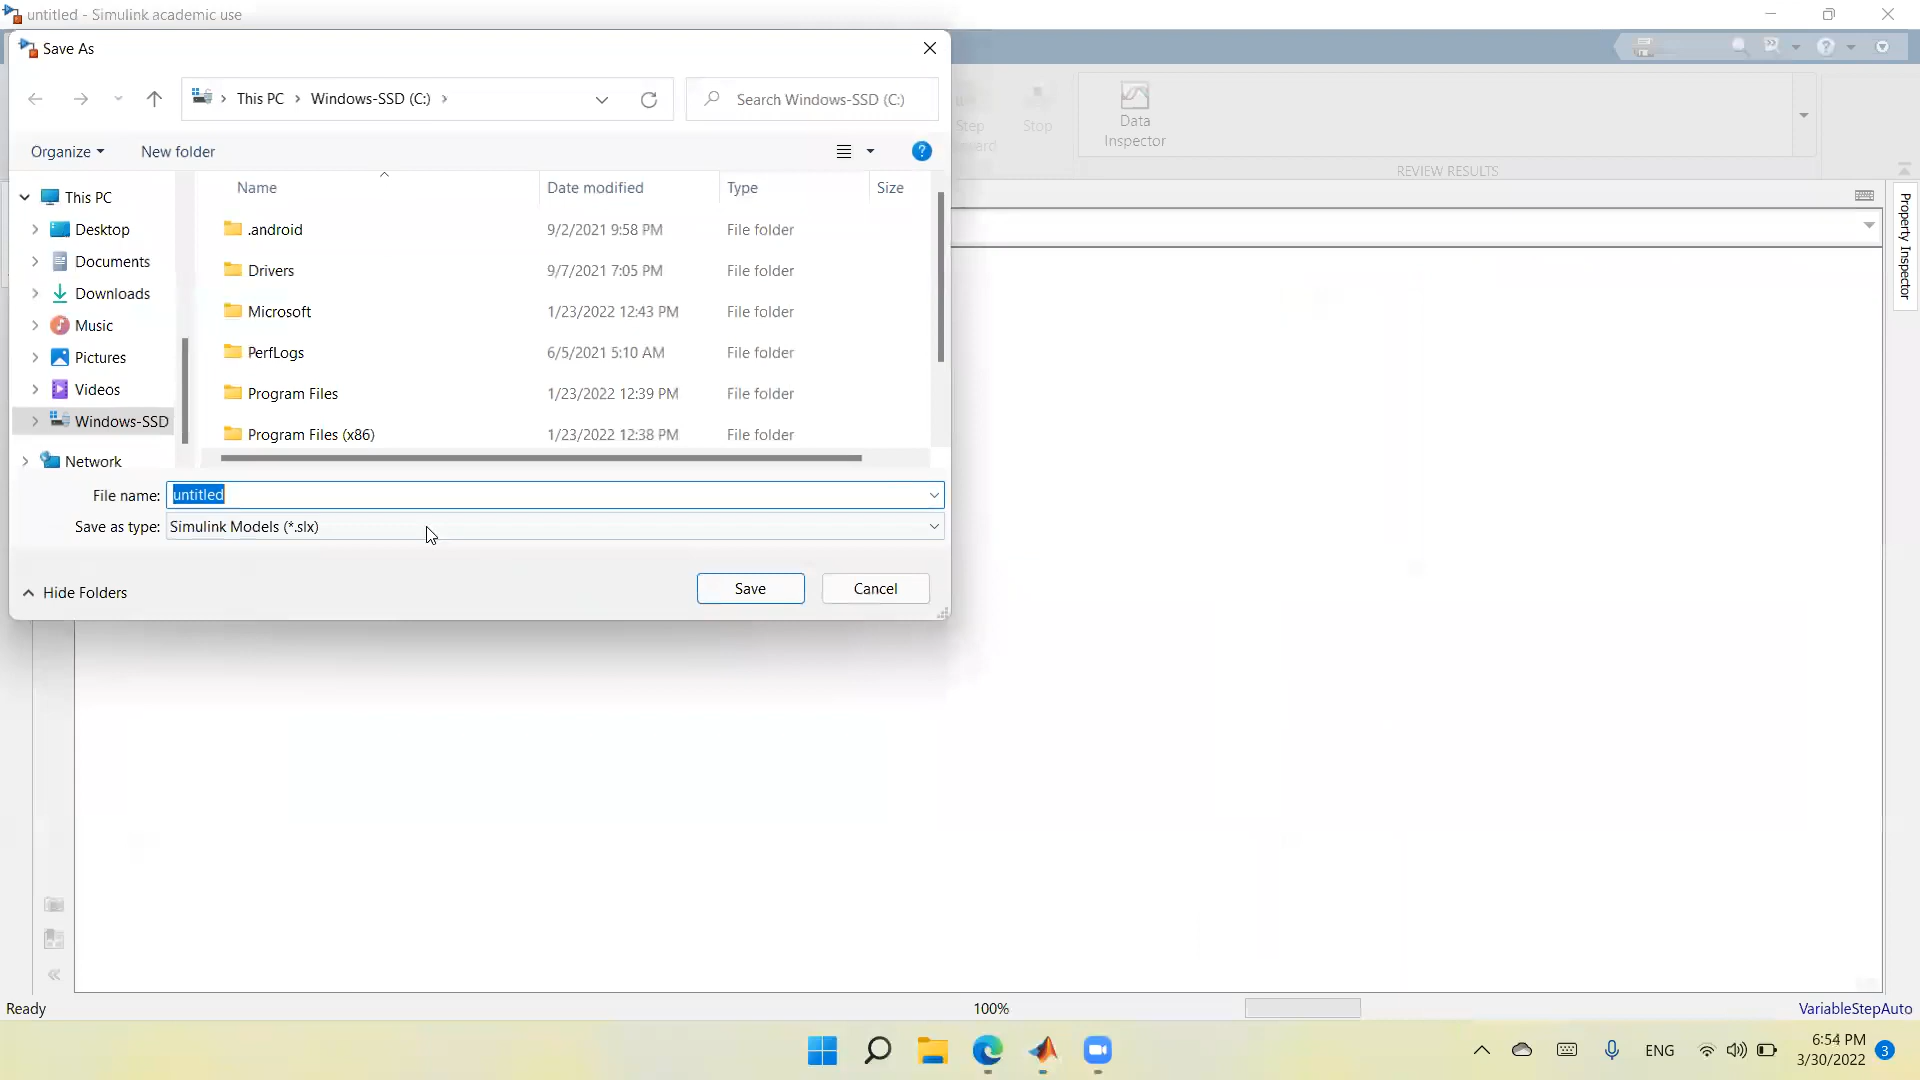 untitled - Simulink academic use
Save As
This PC
Windows-SSD (C:)
Search Windows-SSD (C:)
Step
Stop
Data
Inspector
Organize
New folder
REVIEW RESULTS
Name
Date modified
Type
Size
This PC
Desktop
Documents
Downloads
Music
Pictures
Videos
Windows-SSD
Network
.android 9/2/2021 9:58 PM File folder
Drivers 9/7/2021 7:05 PM File folder
Microsoft 1/23/2022 12:43 PM File folder
PerfLogs 6/5/2021 5:10 AM File folder
Program Files 1/23/2022 12:39 PM File folder
Program Files (x86) 1/23/2022 12:38 PM File folder
Property Inspector
File name: untitled
Save as type: Simulink Models (*.slx)
Hide Folders
Save
Cancel
Ready
100%
VariableStepAuto
ENG
6:54 PM
3/30/2022
3